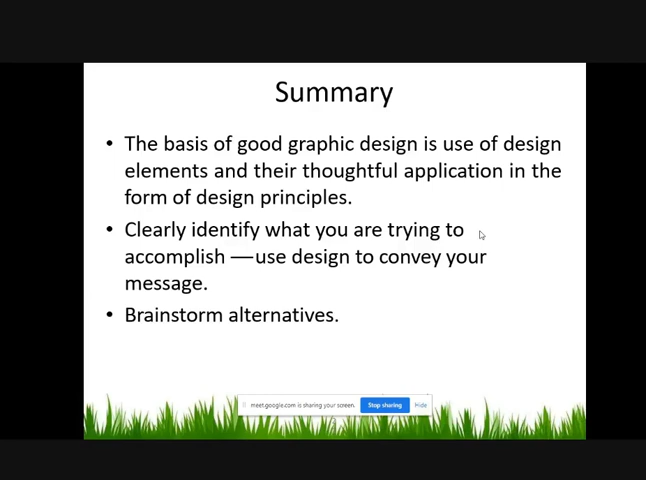 Summary
• The basis of good graphic design is use of design
elements and their thoughtful application in the
form of design principles.
• Clearly identify what you are trying to
accomplish —use design to convey your
message.
• Brainstorm alternatives.
meet.google.com is sharing your screen. Stop sharing Hide